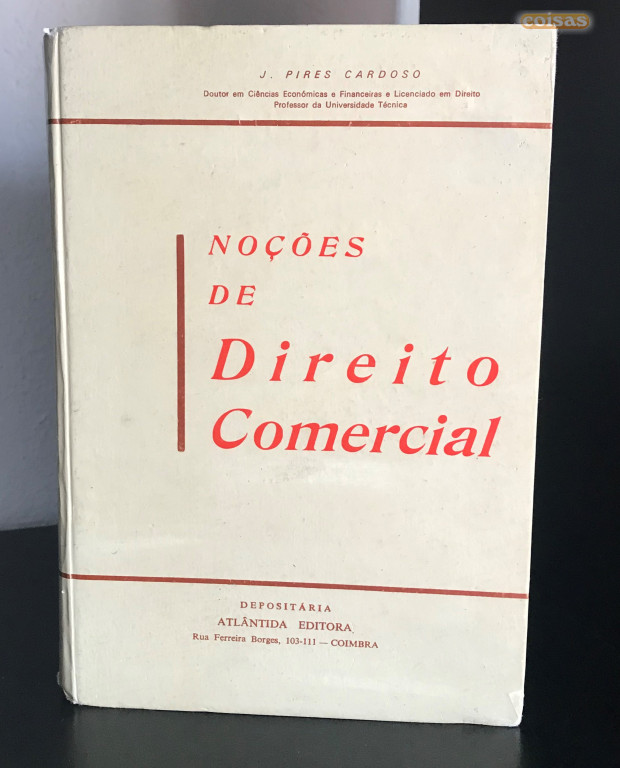 coisas
J. PIRES CARDOSO
Doutor em Ciências Económicas e Financeiras e Licenciado em Direito
Professor da Universidade Técnica
NOÇÕES
DE
Direito
Comercial
DEPOSITÁRIA
ATLÂNTIDA EDITORA
Rua Ferreira Borges, 103-111 — COIMBRA